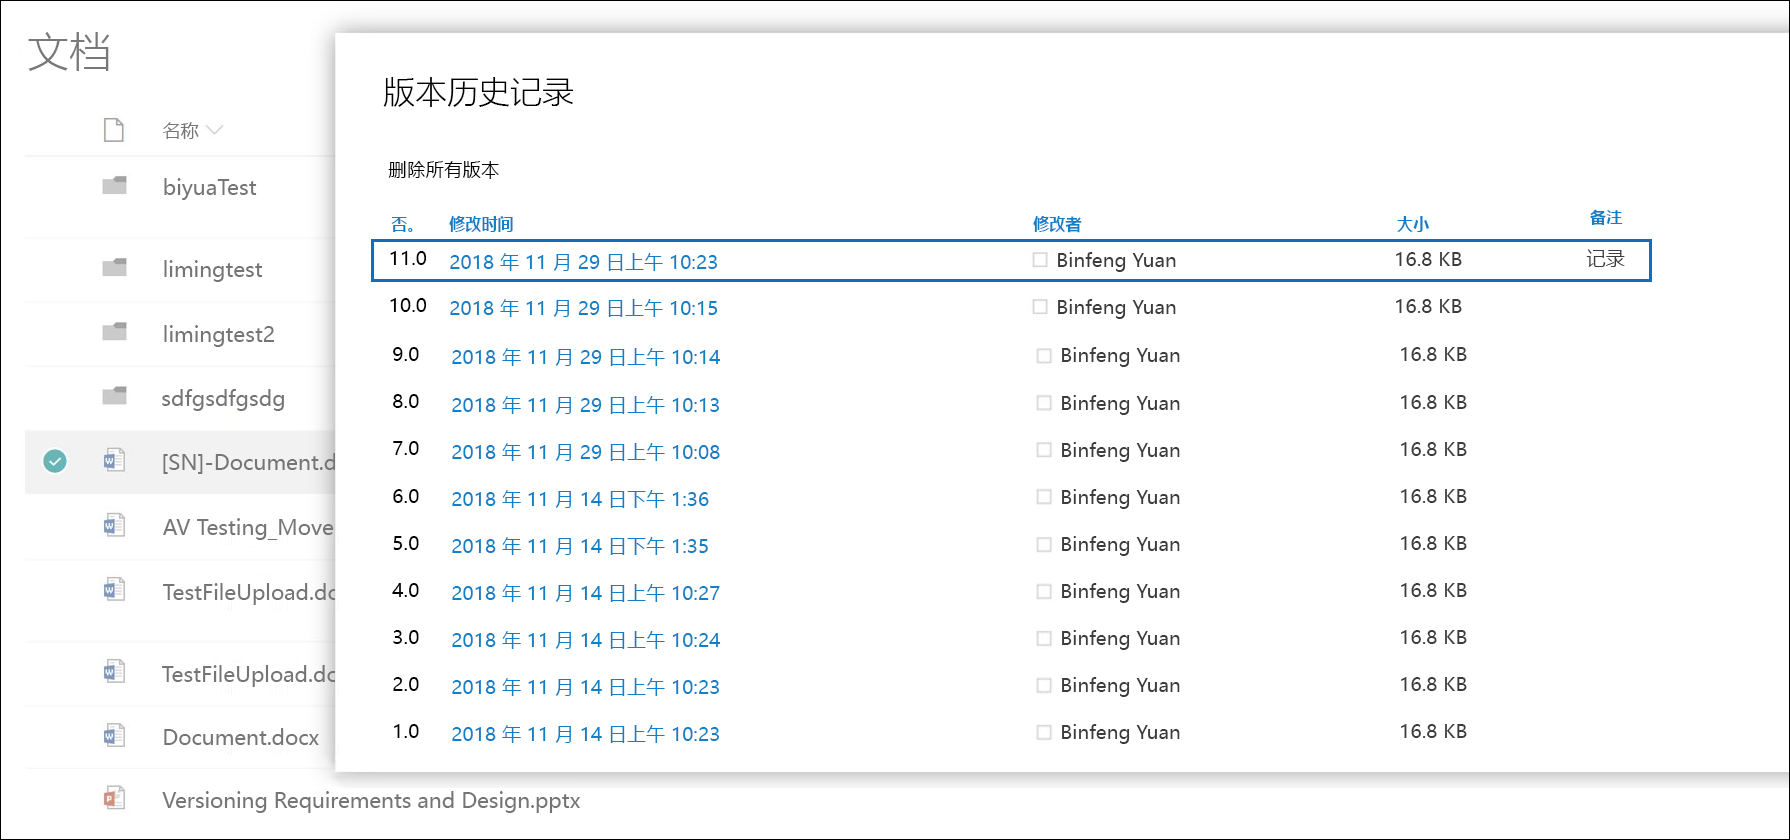 文档
名称
biyuaTest
limingtest
limingtest2
sdfgsdfgsdg
[SN]-Document.d
AV Testing_Move
TestFileUpload.dc
TestFileUpload.dc
Document.docx
Versioning Requirements and Design.pptx
版本历史记录
删除所有版本
否。 修改时间 修改者 大小 备注
11.0 2018 年 11 月 29 日上午 10:23 Binfeng Yuan 16.8 KB 记录
10.0 2018 年 11 月 29 日上午 10:15 Binfeng Yuan 16.8 KB
9.0 2018 年 11 月 29 日上午 10:14 Binfeng Yuan 16.8 KB
8.0 2018 年 11 月 29 日上午 10:13 Binfeng Yuan 16.8 KB
7.0 2018 年 11 月 29 日上午 10:08 Binfeng Yuan 16.8 KB
6.0 2018 年 11 月 14 日下午 1:36 Binfeng Yuan 16.8 KB
5.0 2018 年 11 月 14 日下午 1:35 Binfeng Yuan 16.8 KB
4.0 2018 年 11 月 14 日上午 10:27 Binfeng Yuan 16.8 KB
3.0 2018 年 11 月 14 日上午 10:24 Binfeng Yuan 16.8 KB
2.0 2018 年 11 月 14 日上午 10:23 Binfeng Yuan 16.8 KB
1.0 2018 年 11 月 14 日上午 10:23 Binfeng Yuan 16.8 KB